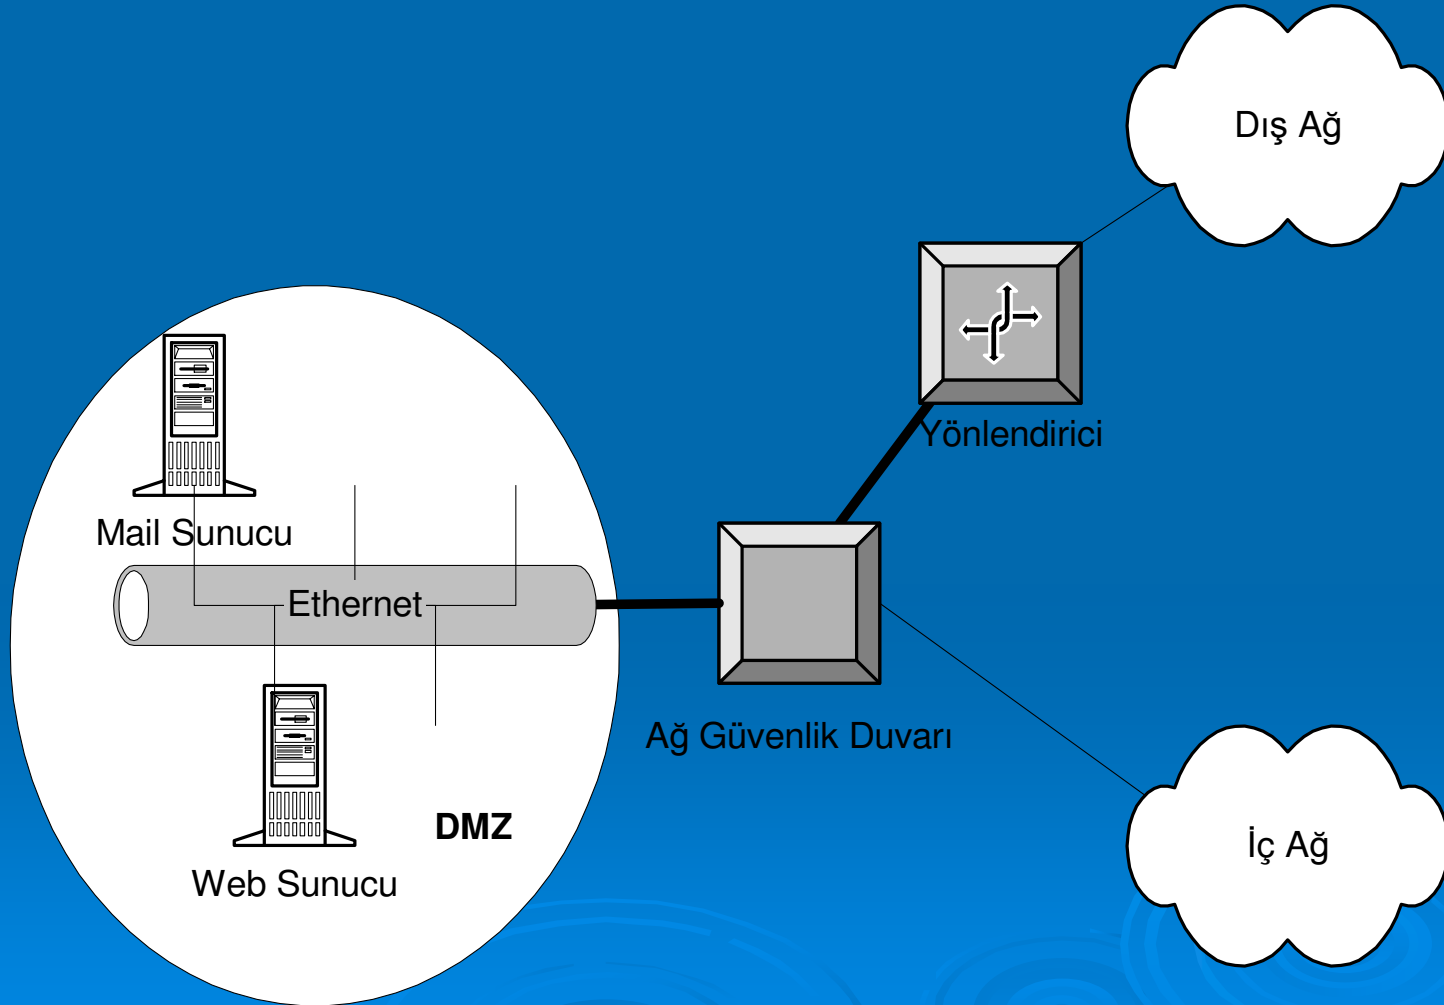 Dış Ağ
Yönlendirici
Mail Sunucu
Ethernet
Ağ Güvenlik Duvarı
DMZ
İç Ağ
Web Sunucu